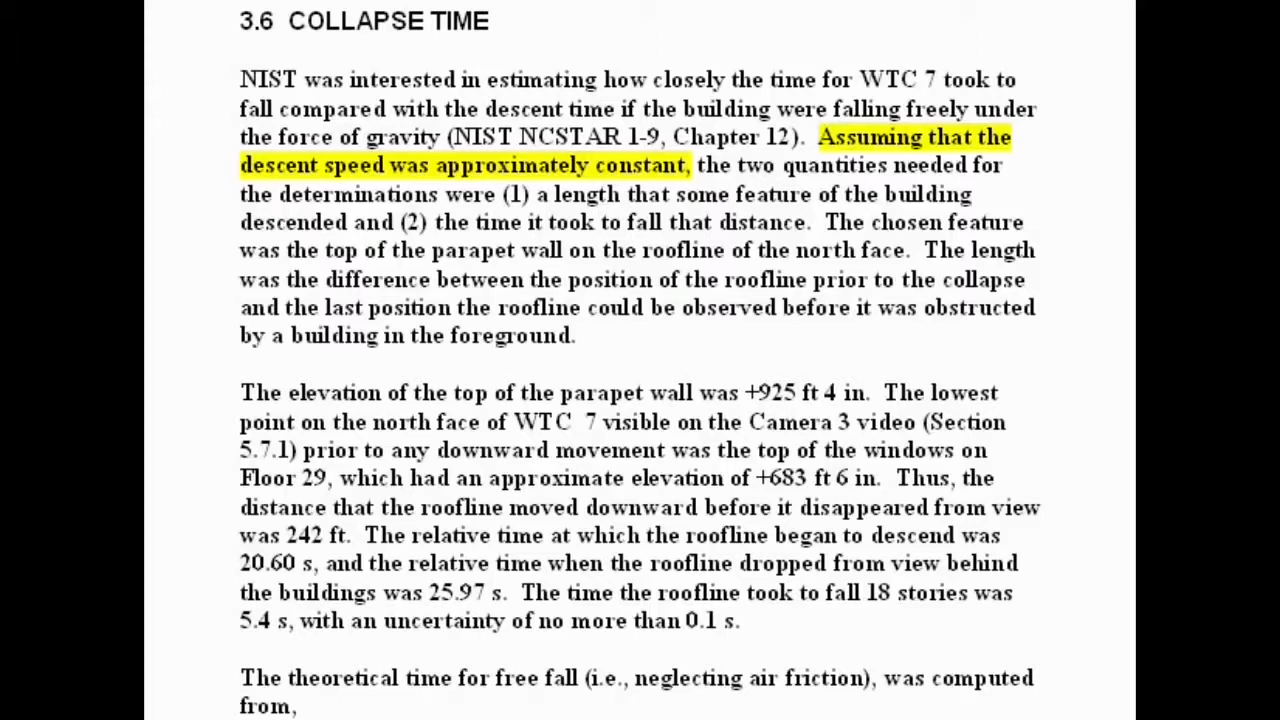 3.6 COLLAPSE TIME
NIST was interested in estimating how closely the time for WTC 7 took to
fall compared with the descent time if the building were falling freely under
the force of gravity (NIST NCSTAR 1-9, Chapter 12). Assuming that the
descent speed was approximately constant, the two quantities needed for
the determinations were (1) a length that some feature of the building
descended and (2) the time it took to fall that distance. The chosen feature
was the top of the parapet wall on the roofline of the north face. The length
was the difference between the position of the roofline prior to the collapse
and the last position the roofline could be observed before it was obstructed
by a building in the foreground.
The elevation of the top of the parapet wall was +925 ft 4 in. The lowest
point on the north face of WTC 7 visible on the Camera 3 video (Section
5.7.1) prior to any downward movement was the top of the windows on
Floor 29, which had an approximate elevation of +683 ft 6 in. Thus, the
distance that the roofline moved downward before it disappeared from view
was 242 ft. The relative time at which the roofline began to descend was
20.60 s, and the relative time when the roofline dropped from view behind
the buildings was 25.97 s. The time the roofline took to fall 18 stories was
5.4 s, with an uncertainty of no more than 0.1 s.
The theoretical time for free fall (i.e., neglecting air friction), was computed
from,